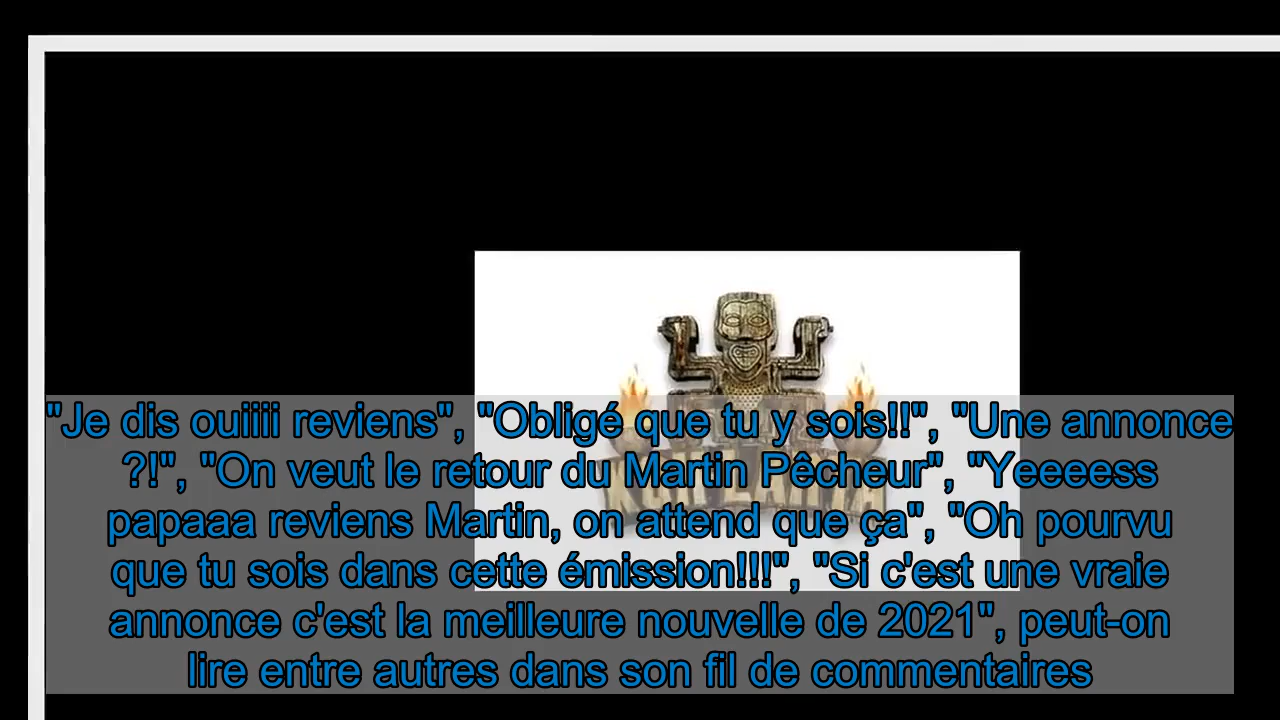 "Je dis ouiiii reviens", "Obligé que tu y sois!!", "Une annonce
?!", "On veut le retour du Martin Pêcheur", "Yeeeess
papaaa reviens Martin, on attend que ça", "Oh pourvu
que tu sois dans cette émission!!!", "Si c'est une vraie
annonce c'est la meilleure nouvelle de 2021", peut-on
lire entre autres dans son fil de commentaires